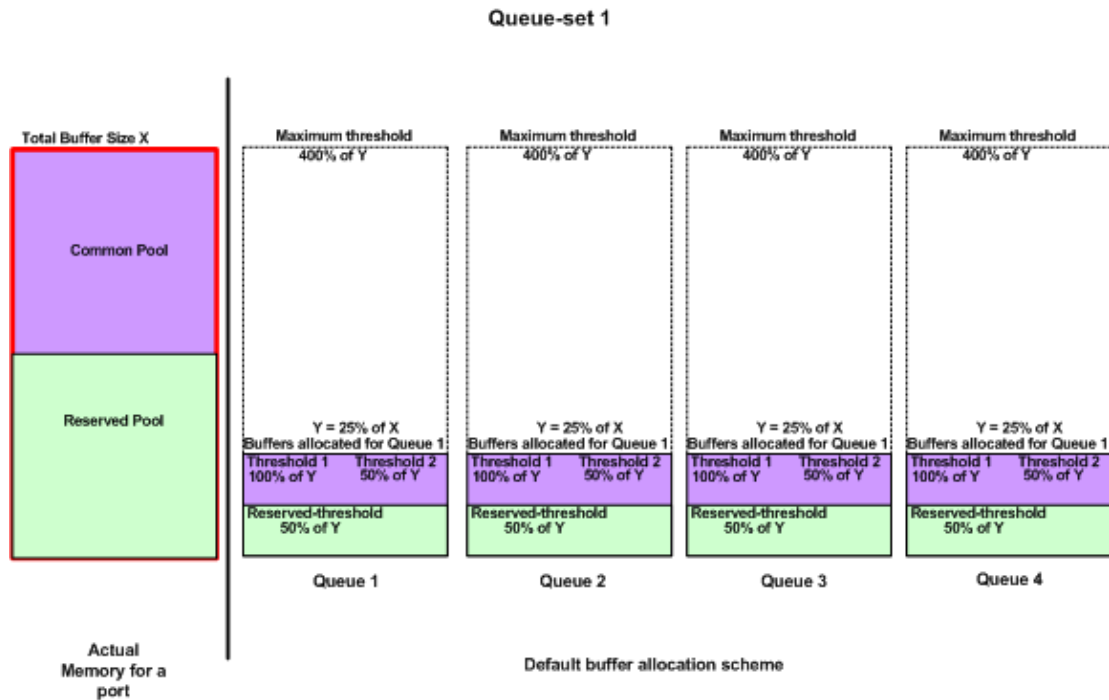 Queue-set 1
Total Buffer Size X
Common Pool
Reserved Pool
Actual
Memory for a
port
Maximum threshold
400% of Y
Y = 25% of X
Buffers allocated for Queue 1
Threshold 1
100% of Y
Threshold 2
50% of Y
Reserved-threshold
50% of Y
Queue 1
Maximum threshold
400% of Y
Y = 25% of X
Buffers allocated for Queue 1
Threshold 1
100% of Y
Threshold 2
50% of Y
Reserved-threshold
50% of Y
Queue 2
Maximum threshold
400% of Y
Y = 25% of X
Buffers allocated for Queue 1
Threshold 1
100% of Y
Threshold 2
50% of Y
Reserved-threshold
50% of Y
Queue 3
Maximum threshold
400% of Y
Y = 25% of X
Buffers allocated for Queue 1
Threshold 1
100% of Y
Threshold 2
50% of Y
Reserved-threshold
50% of Y
Queue 4
Default buffer allocation scheme